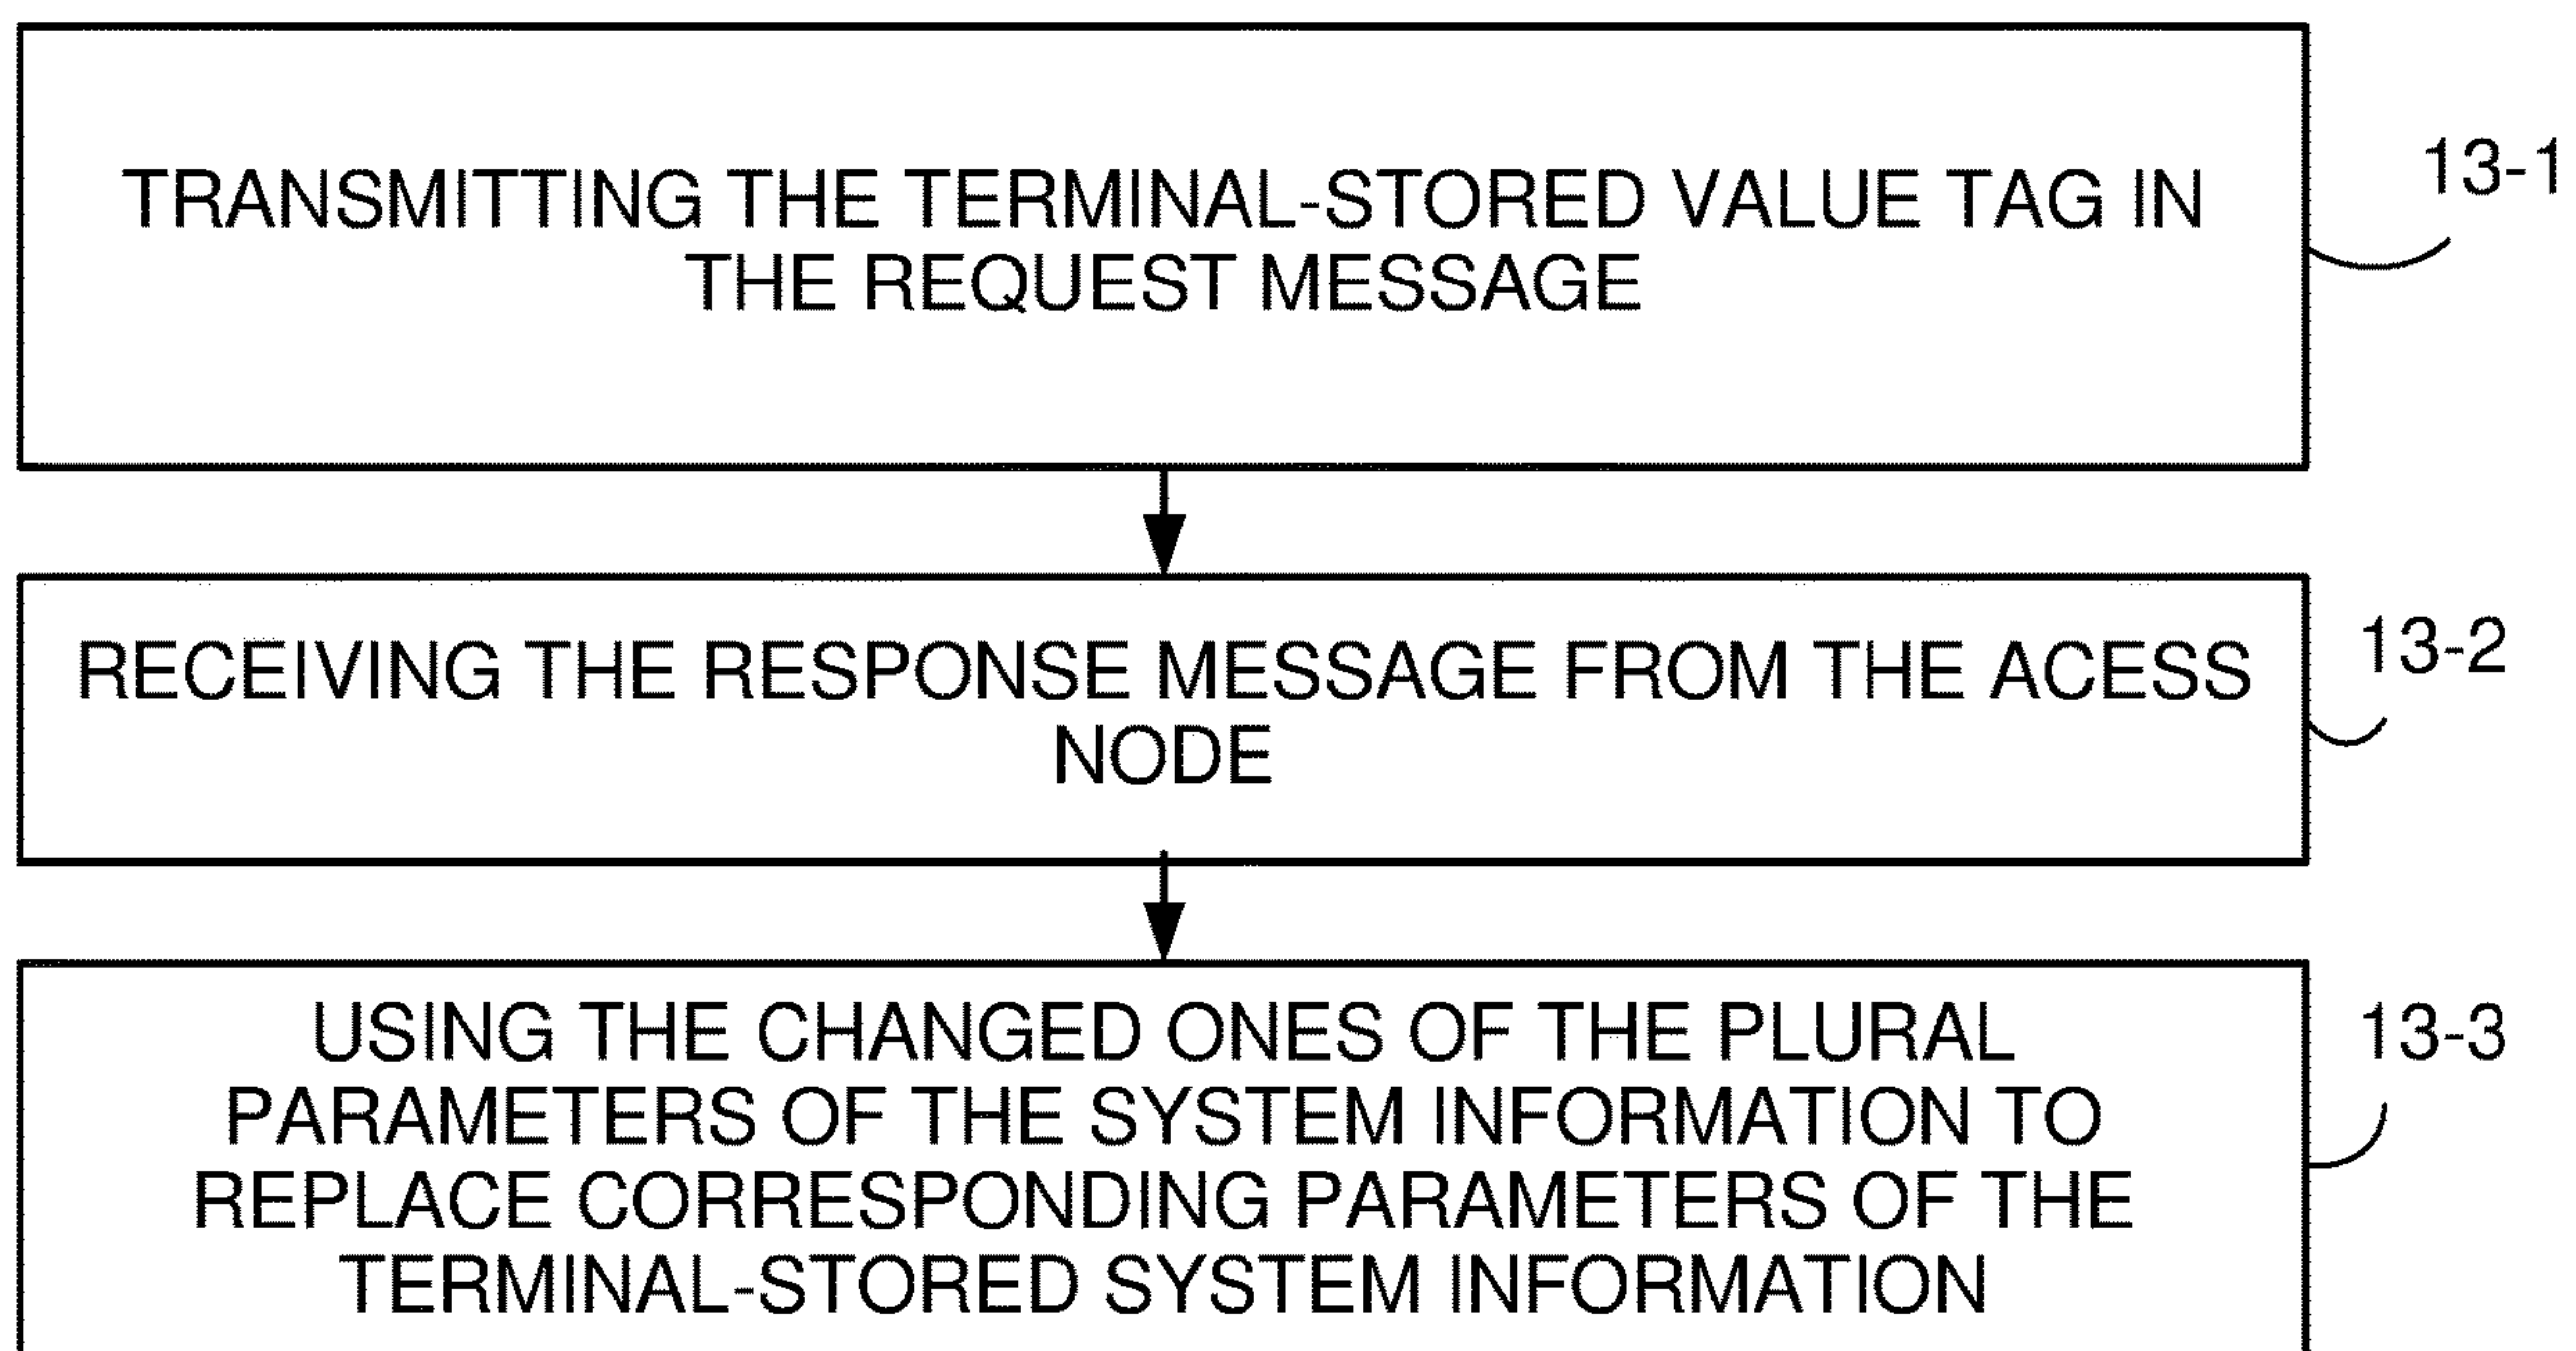 TRANSMITTING THE TERMINAL-STORED VALUE TAG IN
THE REQUEST MESSAGE
13-1
RECEIVING THE RESPONSE MESSAGE FROM THE ACESS
NODE
13-2
USING THE CHANGED ONES OF THE PLURAL
PARAMETERS OF THE SYSTEM INFORMATION TO
REPLACE CORRESPONDING PARAMETERS OF THE
TERMINAL-STORED SYSTEM INFORMATION
13-3